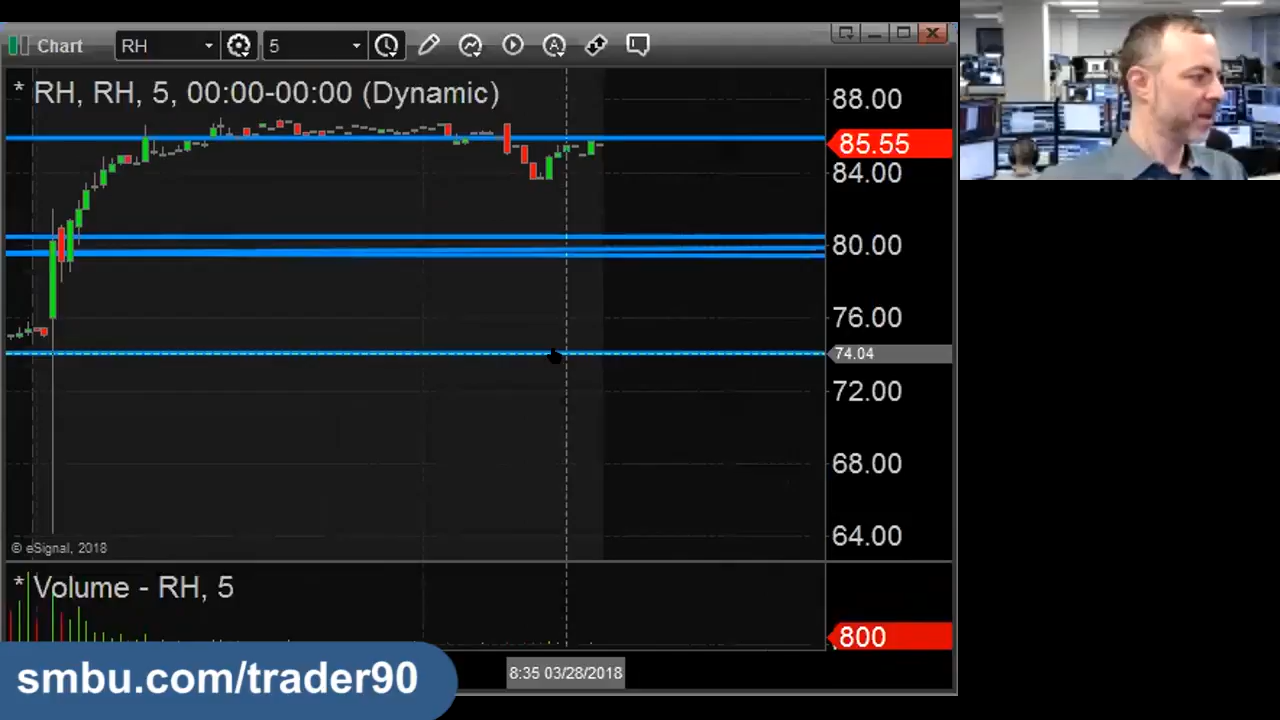 Chart
RH
5
* RH, RH, 5, 00:00-00:00 (Dynamic)
88.00
85.55
84.00
80.00
76.00
74.04
72.00
68.00
64.00
© eSignal, 2018
* Volume - RH, 5
800
8:35 03/28/2018
smbu.com/trader90